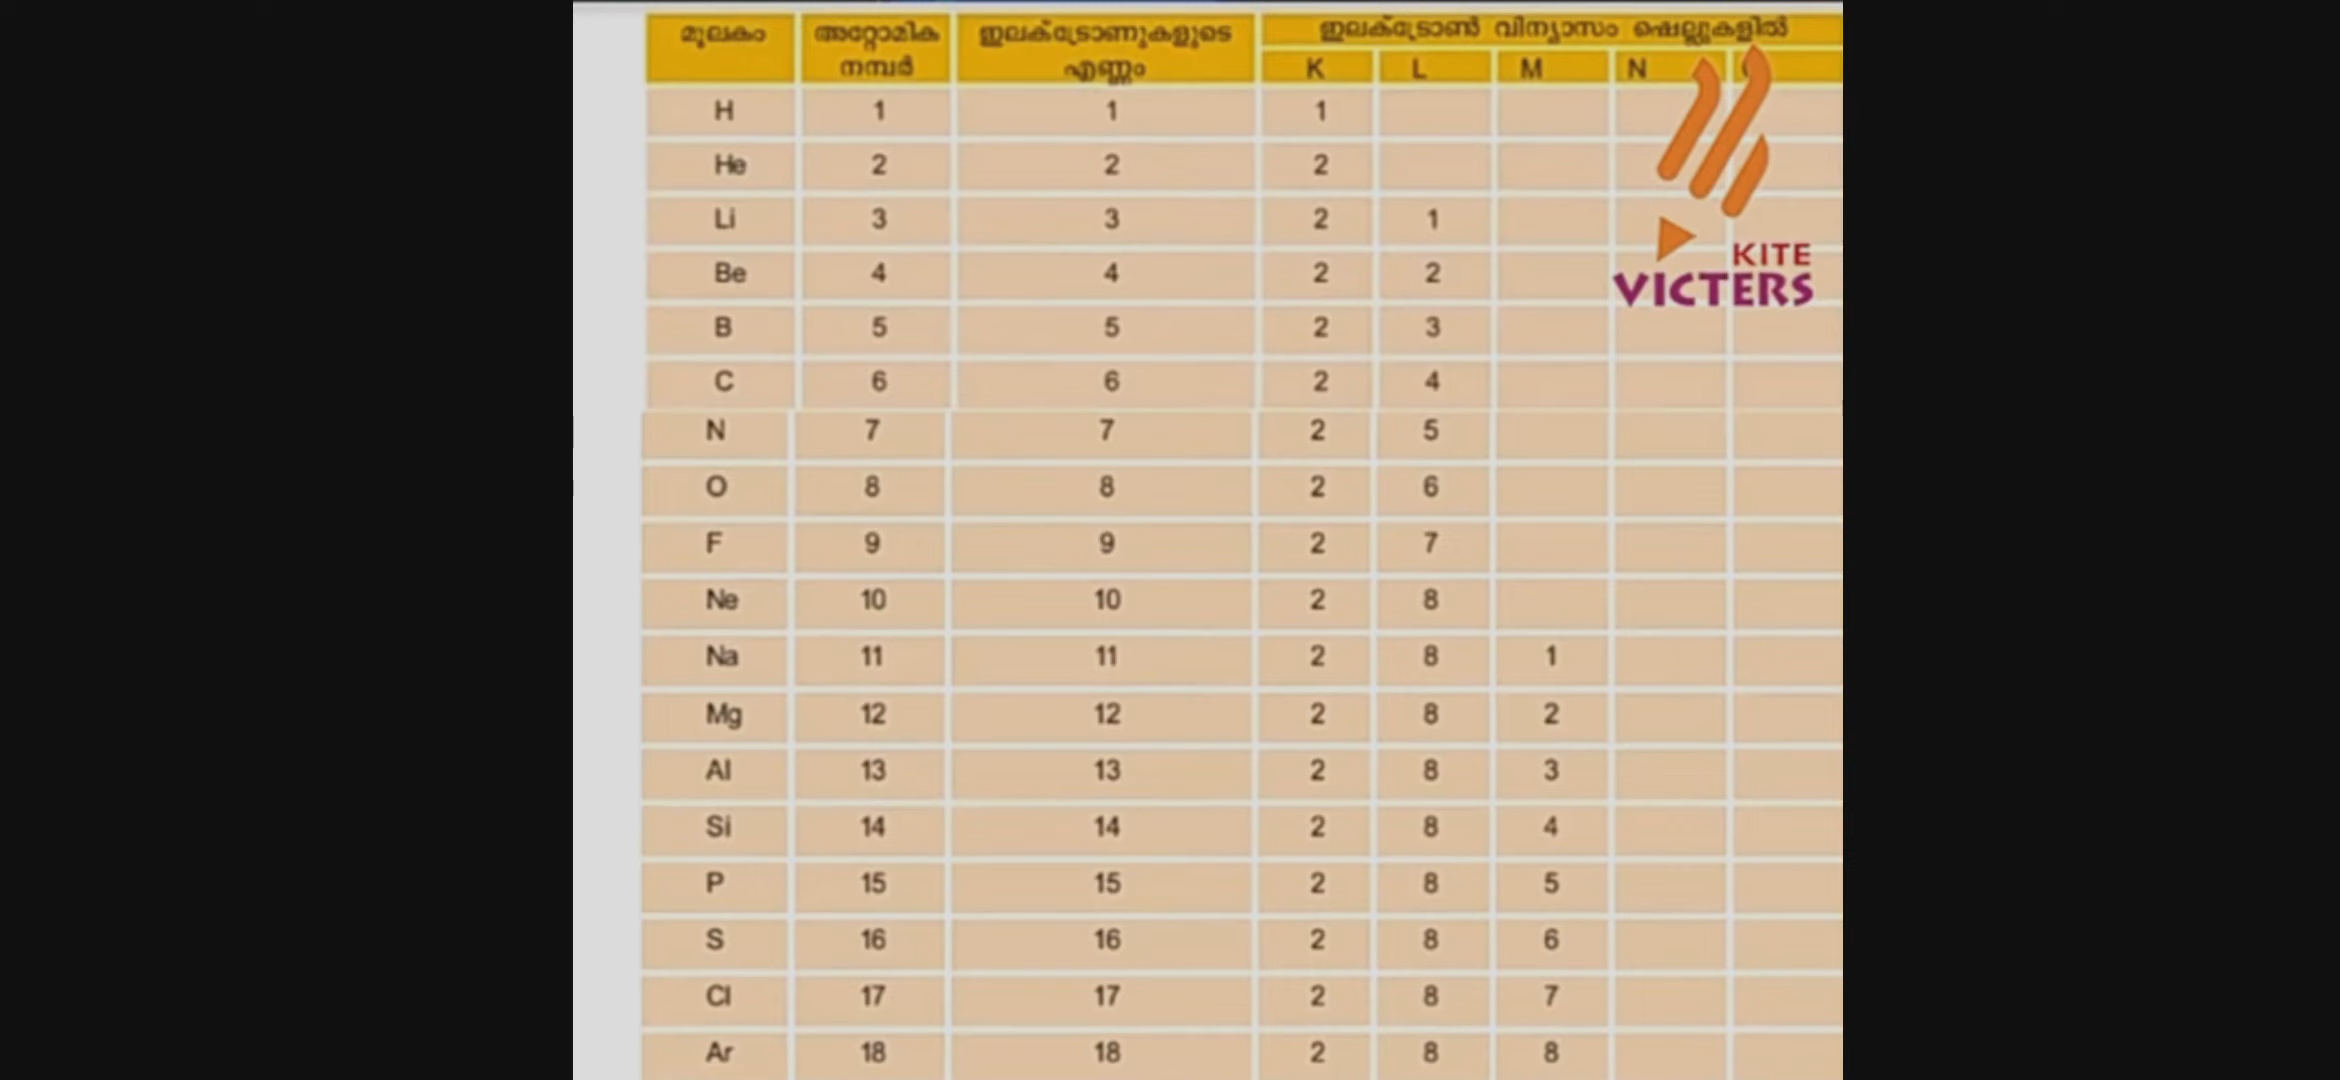 മൂലകം അറ്റോമിക നമ്പർ ഇലക്ട്രോണുകളുടെ എണ്ണം ഇലക്ട്രോൺ വിന്യാസം ഷെല്ലുകളിൽ
K L M N
H 1 1 1
He 2 2 2
Li 3 3 2 1
Be 4 4 2 2
B 5 5 2 3
C 6 6 2 4
N 7 7 2 5
O 8 8 2 6
F 9 9 2 7
Ne 10 10 2 8
Na 11 11 2 8 1
Mg 12 12 2 8 2
Al 13 13 2 8 3
Si 14 14 2 8 4
P 15 15 2 8 5
S 16 16 2 8 6
Cl 17 17 2 8 7
Ar 18 18 2 8 8
KITE
VICTERS